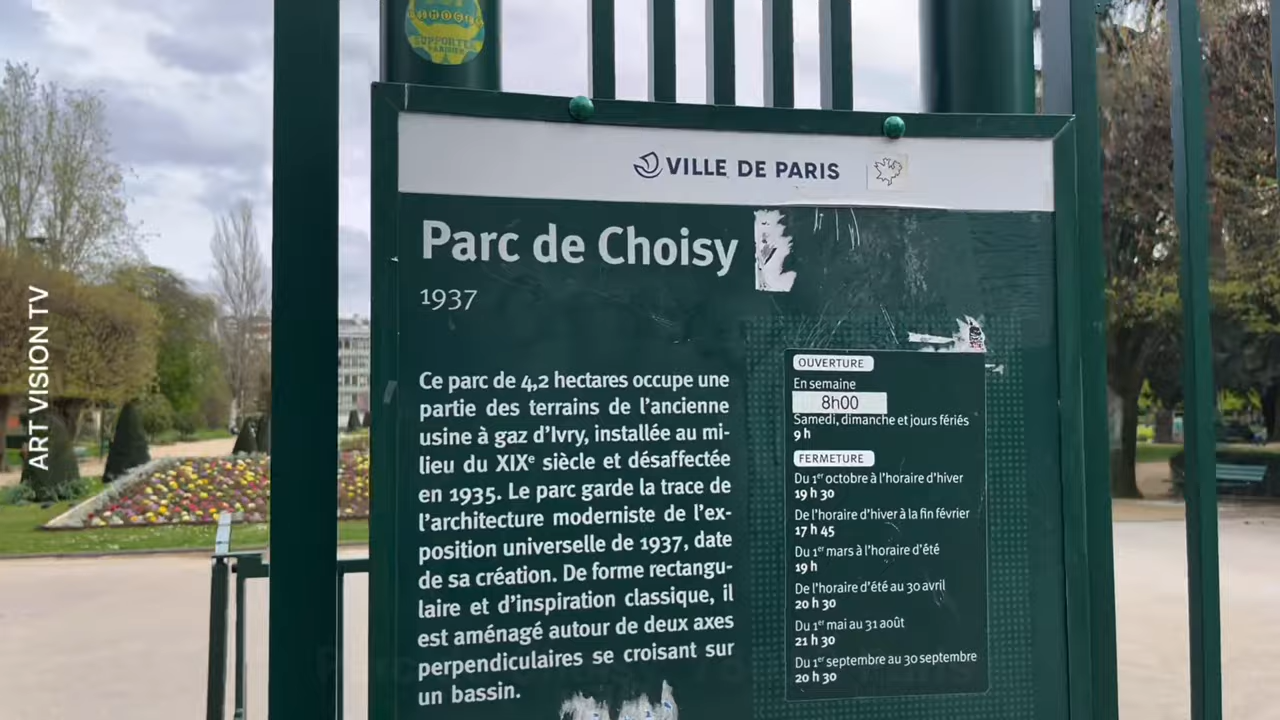 LIMOGES
SUPPORTER
PARISIEN
VILLE DE PARIS
Parc de Choisy
1937
Ce parc de 4,2 hectares occupe une
partie des terrains de l'ancienne
usine à gaz d'Ivry, installée au mi-
lieu du XIXe siècle et désaffectée
en 1935. Le parc garde la trace de
l'architecture moderniste de l'ex-
position universelle de 1937, date
de sa création. De forme rectangu-
laire et d'inspiration classique, il
est aménagé autour de deux axes
perpendiculaires se croisant sur
un bassin.
OUVERTURE
En semaine
8h00
Samedi, dimanche et jours fériés
9 h
FERMETURE
Du 1er octobre à l'horaire d'hiver
19 h 30
De l'horaire d'hiver à la fin février
17 h 45
Du 1er mars à l'horaire d'été
19 h
De l'horaire d'été au 30 avril
20 h 30
Du 1er mai au 31 août
21 h 30
Du 1er septembre au 30 septembre
20 h 30
ART VISION TV